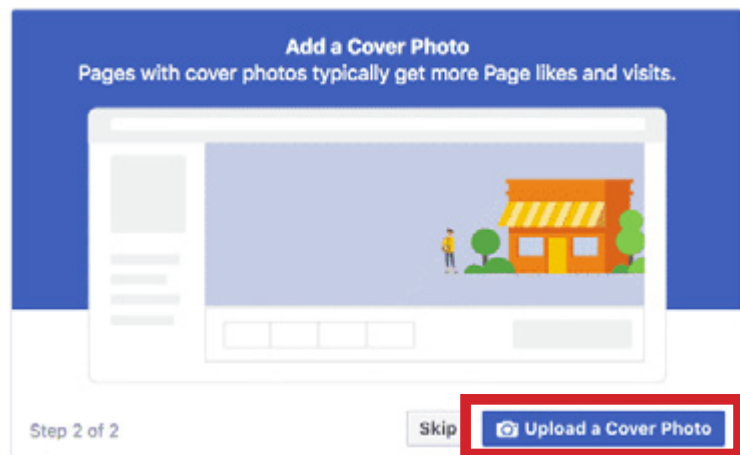 Add a Cover Photo
Pages with cover photos typically get more Page likes and visits.
Step 2 of 2
Skip
Upload a Cover Photo